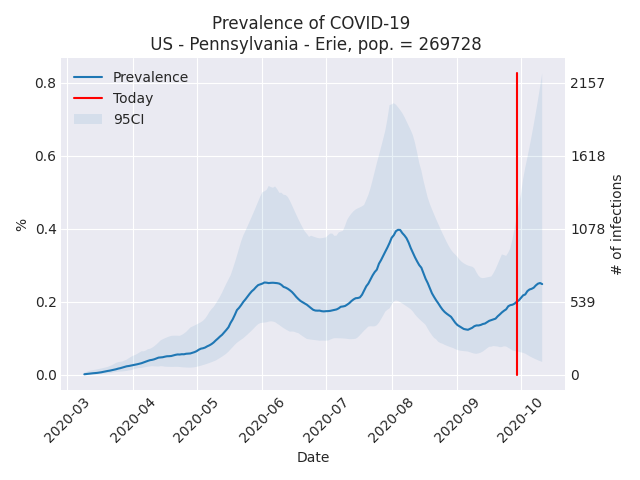 Prevalence of COVID-19
US - Pennsylvania - Erie, pop. = 269728
Prevalence
Today
95CI
0.8
0.6
0.4
0.2
0.0
%
2157
1618
1078
539
0
# of infections
2020-03
2020-04
2020-05
2020-06
2020-07
2020-08
2020-09
2020-10
Date